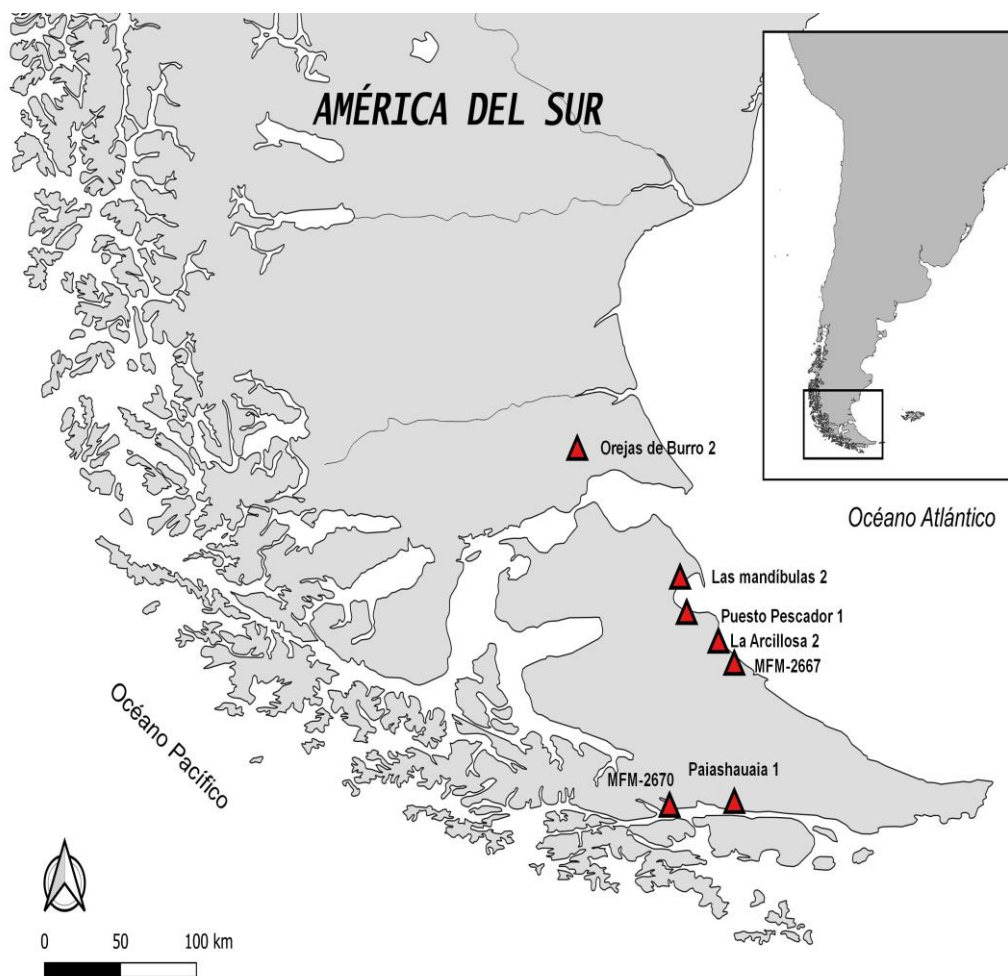 AMÉRICA DEL SUR
Orejas de Burro 2
Océano Atlántico
Las mandíbulas 2
Puesto Pescador 1
La Arcillosa 2
MFM-2667
Océano Pacífico
Paiashauaia 1
MFM-2670
0 50 100 km